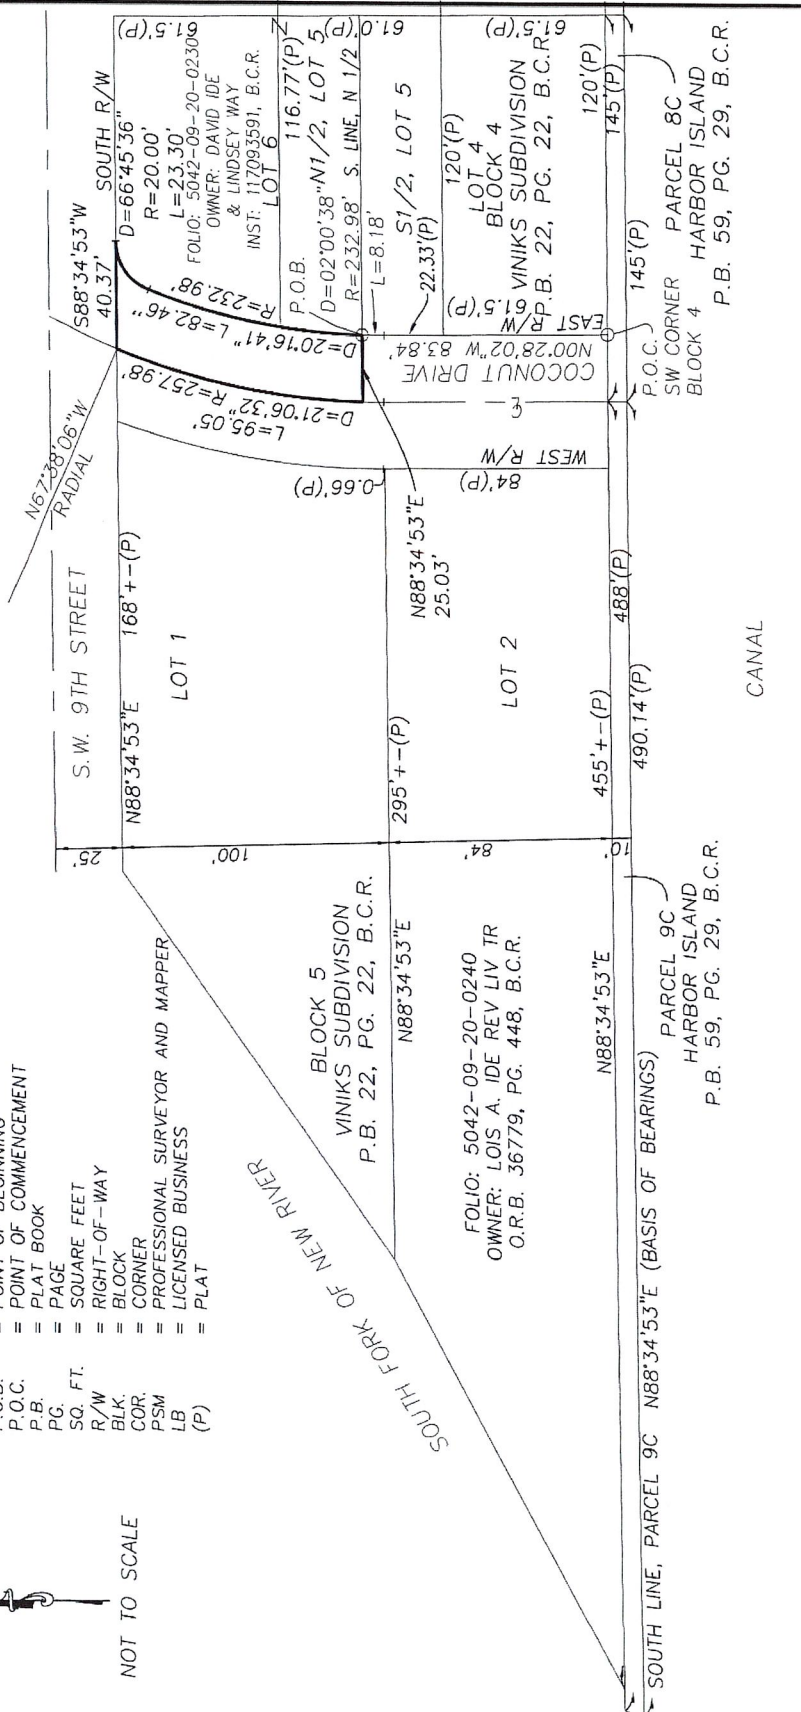 = POINT OF COMMENCEMENT
P.O.C.
= PLAT BOOK
P.B.
= PAGE
PG.
= SQUARE FEET
SQ. FT.
= RIGHT-OF-WAY
R/W
= BLOCK
BLK.
= CORNER
COR.
= PROFESSIONAL SURVEYOR AND MAPPER
PSM
= LICENSED BUSINESS
LB
= PLAT
(P)
NOT TO SCALE
S.W. 9TH STREET
N67°38'06"W
RADIAL
S88°34'53"W
40.37'
SOUTH R/W
D=66°45'36"
R=20.00'
L=23.30'
FOLIO: 5042-09-20-0230
OWNER: DAVID IDE
& LINDSEY WAY
INST: 117093591, B.C.R.
LOT 6
61.5'(P)
116.77'(P)
N1/2, LOT 5
61.0'(P)
P.O.B.
D=02°00'38"
R=232.98'
S. LINE, N 1/2
L=8.18'
S1/2, LOT 5
22.33'(P)
120'(P)
61.5'(P)
LOT 4
BLOCK 4
VINIKS SUBDIVISION
P.B. 22, PG. 22, B.C.R.
61.5'(P)
120'(P)
145'(P)
145'(P)
PARCEL 8C
HARBOR ISLAND
P.B. 59, PG. 29, B.C.R.
P.O.C.
SW CORNER
BLOCK 4
R=232.98'
L=82.46'
D=20°16'41"
R=257.98'
D=21°06'32"
L=95.05'
EAST R/W
N00°28'02"W 83.84'
COCONUT DRIVE
WEST R/W
0.66'(P)
84'(P)
N88°34'53"E
25.03'
N88°34'53"E 168'+-(P)
LOT 1
295'+-(P)
LOT 2
455'+-(P)
488'(P)
490.14'(P)
CANAL
25'
100'
84'
10'
BLOCK 5
VINIKS SUBDIVISION
P.B. 22, PG. 22, B.C.R.
N88°34'53"E
FOLIO: 5042-09-20-0240
OWNER: LOIS A. IDE REV LIV TR
O.R.B. 36779, PG. 448, B.C.R.
N88°34'53"E
PARCEL 9C
HARBOR ISLAND
P.B. 59, PG. 29, B.C.R.
SOUTH FORK OF NEW RIVER
SOUTH LINE, PARCEL 9C N88°34'53"E (BASIS OF BEARINGS)